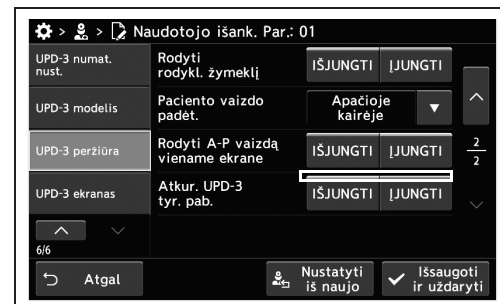 > > Naudotojo išank. Par.: 01
UPD-3 numat.
nust.
UPD-3 modelis
UPD-3 peržiūra
UPD-3 ekranas
6/6
Rodyti
rodykl. žymeklį
IŠJUNGTI ĮJUNGTI
Paciento vaizdo
padėt.
Apačioje
kairėje
Rodyti A-P vaizdą
viename ekrane
IŠJUNGTI ĮJUNGTI
Atkur. UPD-3
tyr. pab.
IŠJUNGTI ĮJUNGTI
2
2
Atgal
Nustatyti
iš naujo
Išsaugoti
ir uždaryti